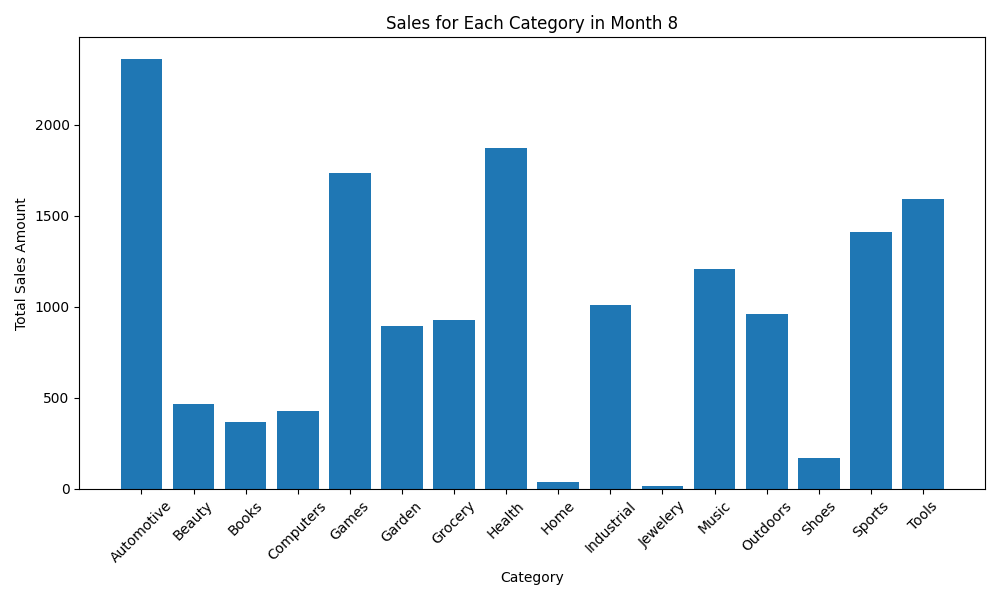 Sales for Each Category in Month 8
Total Sales Amount
2000
1500
1000
500
0
Automotive
Beauty
Books
Computers
Games
Garden
Grocery
Health
Home
Industrial
Jewelery
Music
Outdoors
Shoes
Sports
Tools
Category